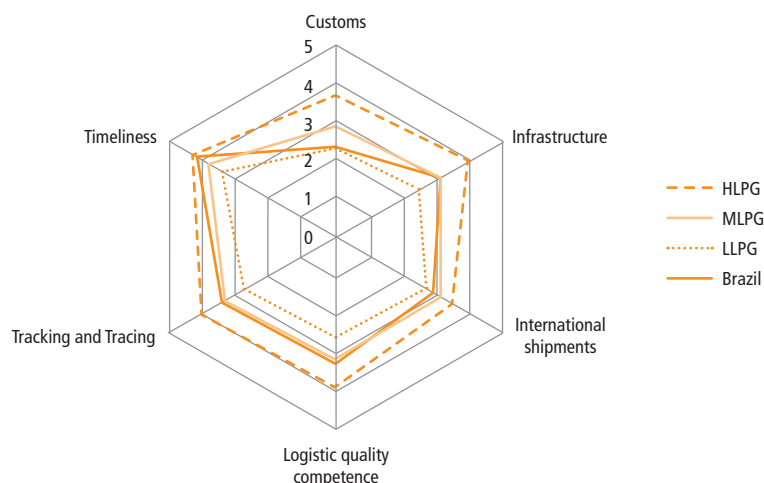 Customs
5
4
3
2
1
0
Timeliness
Infrastructure
HLPG
MLPG
LLPG
Brazil
Tracking and Tracing
International
shipments
Logistic quality
competence